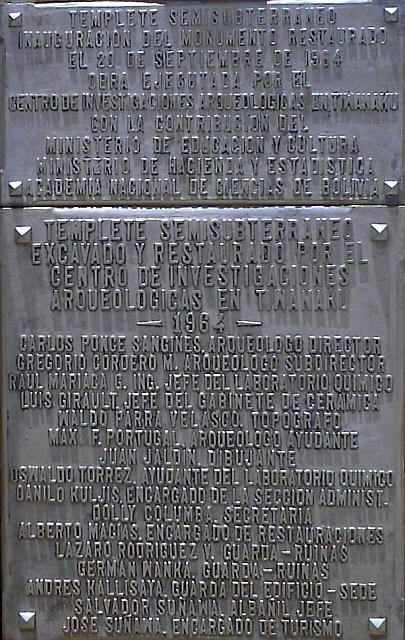 TEMPLETE SEMISUBTERRANEO
INAUGURACION DEL MONUMENTO RESTAURADO
EL 20 DE SEPTIEMBRE DE 1964
OBRA EJECUTADA POR EL
CENTRO DE INVESTIGACIONES ARQUEOLOGICAS EN TIWANAKU
CON LA CONTRIBUCION DEL
MINISTERIO DE EDUCACION Y CULTURA
MINISTERIO DE HACIENDA Y ESTADISTICA
ACADEMIA NACIONAL DE CIENCIAS DE BOLIVIA
TEMPLETE SEMISUBTERRANEO
EXCAVADO Y RESTAURADO POR EL
CENTRO DE INVESTIGACIONES
ARQUEOLOGICAS EN TIWANAKU
— 1964 —
CARLOS PONCE SANGINES, ARQUEOLOGO DIRECTOR
GREGORIO CORDERO M. ARQUEOLOGO SUBDIRECTOR
RAUL MARIACA G. ING. JEFE DEL LABORATORIO QUIMICO
LUIS GIRAULT, JEFE DEL GABINETE DE CERAMICA
WALDO PARRA VELASCO, TOPOGRAFO
MAX. F. PORTUGAL, ARQUEOLOGO AYUDANTE
JUAN JALDIN, DIBUJANTE
OSWALDO TORREZ, AYUDANTE DEL LABORATORIO QUIMICO
DANILO KULJIS, ENCARGADO DE LA SECCION ADMINIST.
DOLLY COLUMBA, SECRETARIA
ALBERTO MACIAS, ENCARGADO DE RESTAURACIONES
LAZARO RODRIGUEZ V. GUARDA-RUINAS
GERMAN WANKA, GUARDA-RUINAS
ANDRES KALLISAYA, GUARDA DEL EDIFICIO-SEDE
SALVADOR SUNAWA, ALBAÑIL JEFE
JOSE SUNAWA, ENCARGADO DE TURISMO